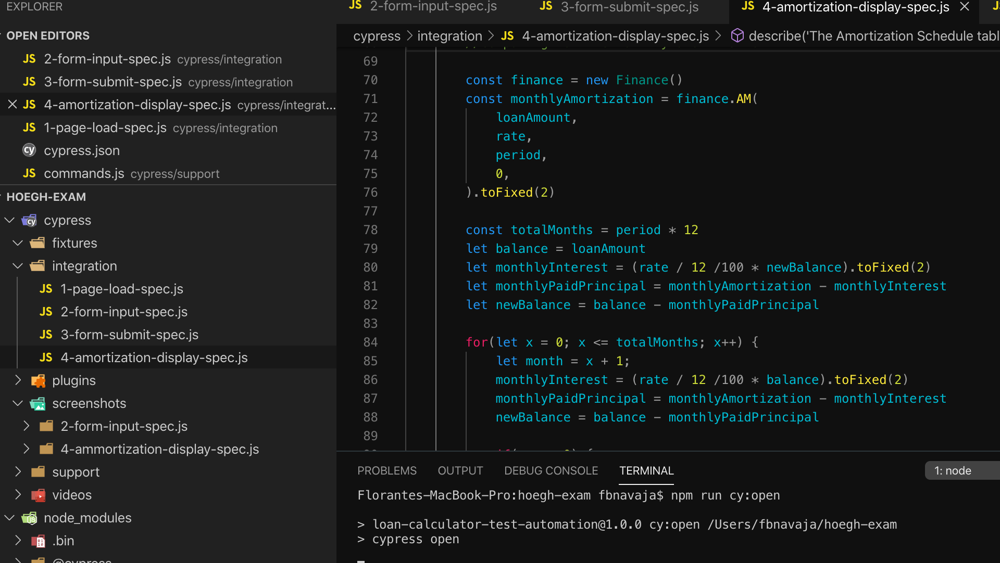 EXPLORER
OPEN EDITORS
JS 2-form-input-spec.js cypress/integration
JS 3-form-submit-spec.js cypress/integration
JS 4-amortization-display-spec.js cypress/integrat...
JS 1-page-load-spec.js cypress/integration
cy cypress.json
JS commands.js cypress/support
HOEGH-EXAM
cy cypress
fixtures
integration
JS 1-page-load-spec.js
JS 2-form-input-spec.js
JS 3-form-submit-spec.js
JS 4-amortization-display-spec.js
plugins
screenshots
2-form-input-spec.js
4-ammortization-display-spec.js
support
videos
node_modules
.bin
@cypress
JS 2-form-input-spec.js JS 3-form-submit-spec.js JS 4-amortization-display-spec.js
cypress > integration > JS 4-amortization-display-spec.js > describe('The Amortization Schedule tabl
69
70 const finance = new Finance()
71 const monthlyAmortization = finance.AM(
72 loanAmount,
73 rate,
74 period,
75 0,
76 ).toFixed(2)
77
78 const totalMonths = period * 12
79 let balance = loanAmount
80 let monthlyInterest = (rate / 12 /100 * newBalance).toFixed(2)
81 let monthlyPaidPrincipal = monthlyAmortization - monthlyInterest
82 let newBalance = balance - monthlyPaidPrincipal
83
84 for(let x = 0; x <= totalMonths; x++) {
85 let month = x + 1;
86 monthlyInterest = (rate / 12 /100 * balance).toFixed(2)
87 monthlyPaidPrincipal = monthlyAmortization - monthlyInterest
88 newBalance = balance - monthlyPaidPrincipal
89
PROBLEMS OUTPUT DEBUG CONSOLE TERMINAL 1: node
Florantes-MacBook-Pro:hoegh-exam fbnavaja$ npm run cy:open
> loan-calculator-test-automation@1.0.0 cy:open /Users/fbnavaja/hoegh-exam
> cypress open